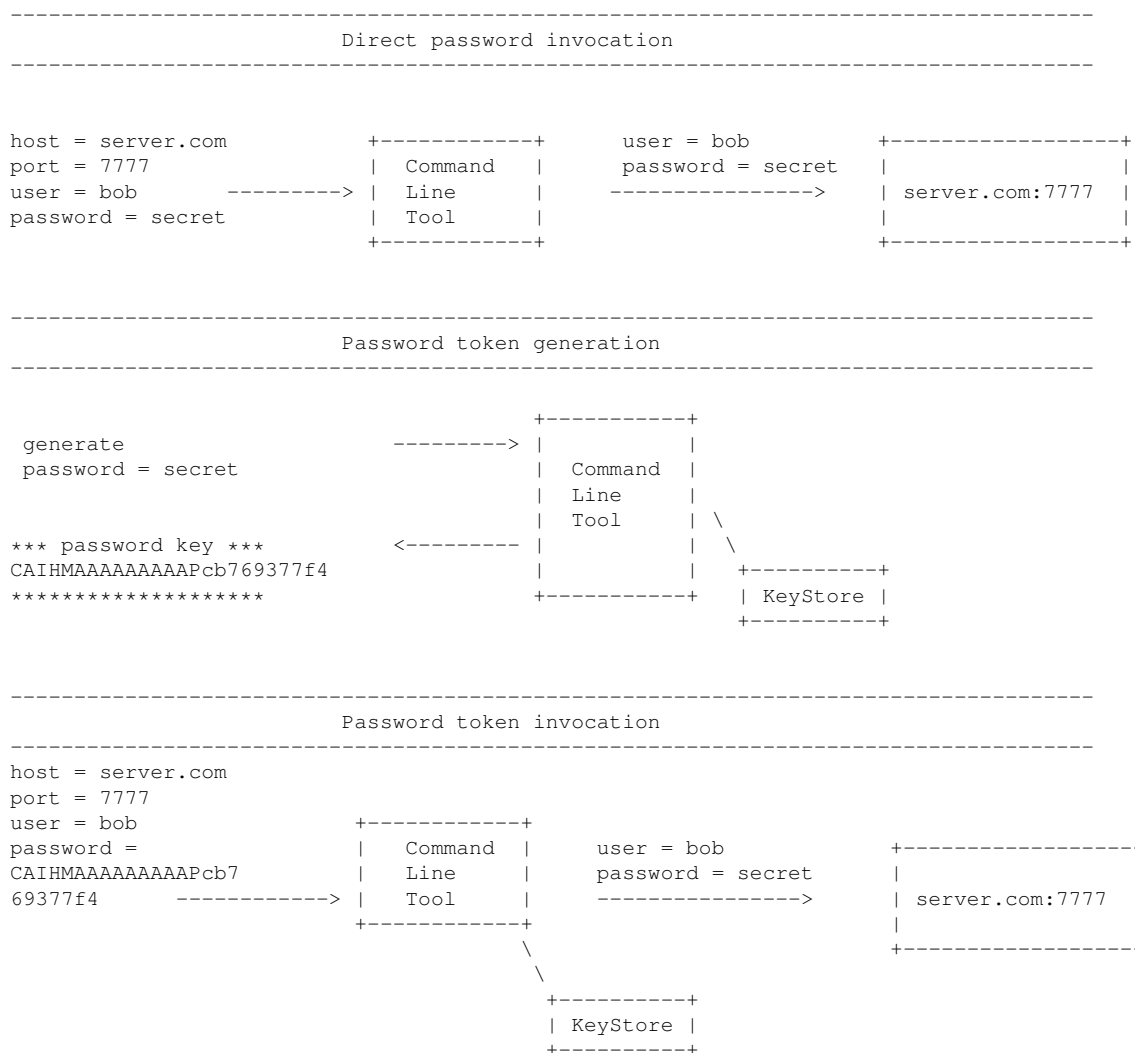 -------------------------------------------------------------------------------------
                          Direct password invocation
-------------------------------------------------------------------------------------

host = server.com           +------------+      user = bob            +------------------+
port = 7777                 |  Command   |      password = secret   |                  |
user = bob       ---------> |  Line      |     ---------------->     | server.com:7777  |
password = secret           |  Tool      |                          |                  |
                            +------------+                          +------------------+

-------------------------------------------------------------------------------------
                          Password token generation
-------------------------------------------------------------------------------------

                                         +-----------+
 generate                     ---------> |           |
 password = secret                       |  Command  |
                                         |  Line     |
                                         |  Tool     | \
*** password key ***          <--------- |           |  \
CAIHMAAAAAAAAAPcb769377f4                |           |   +----------+
********************                     +-----------+   | KeyStore |
                                                         +----------+

-------------------------------------------------------------------------------------
                          Password token invocation
-------------------------------------------------------------------------------------
host = server.com
port = 7777
user = bob                 +------------+
password =                 |   Command  |     user = bob             +------------------
CAIHMAAAAAAAAAPcb7         |   Line     |     password = secret      |
69377f4      ------------> |   Tool     |     ---------------->      | server.com:7777
                           +------------+                            |
                                        \                            +------------------
                                         \
                                          +----------+
                                          | KeyStore |
                                          +----------+